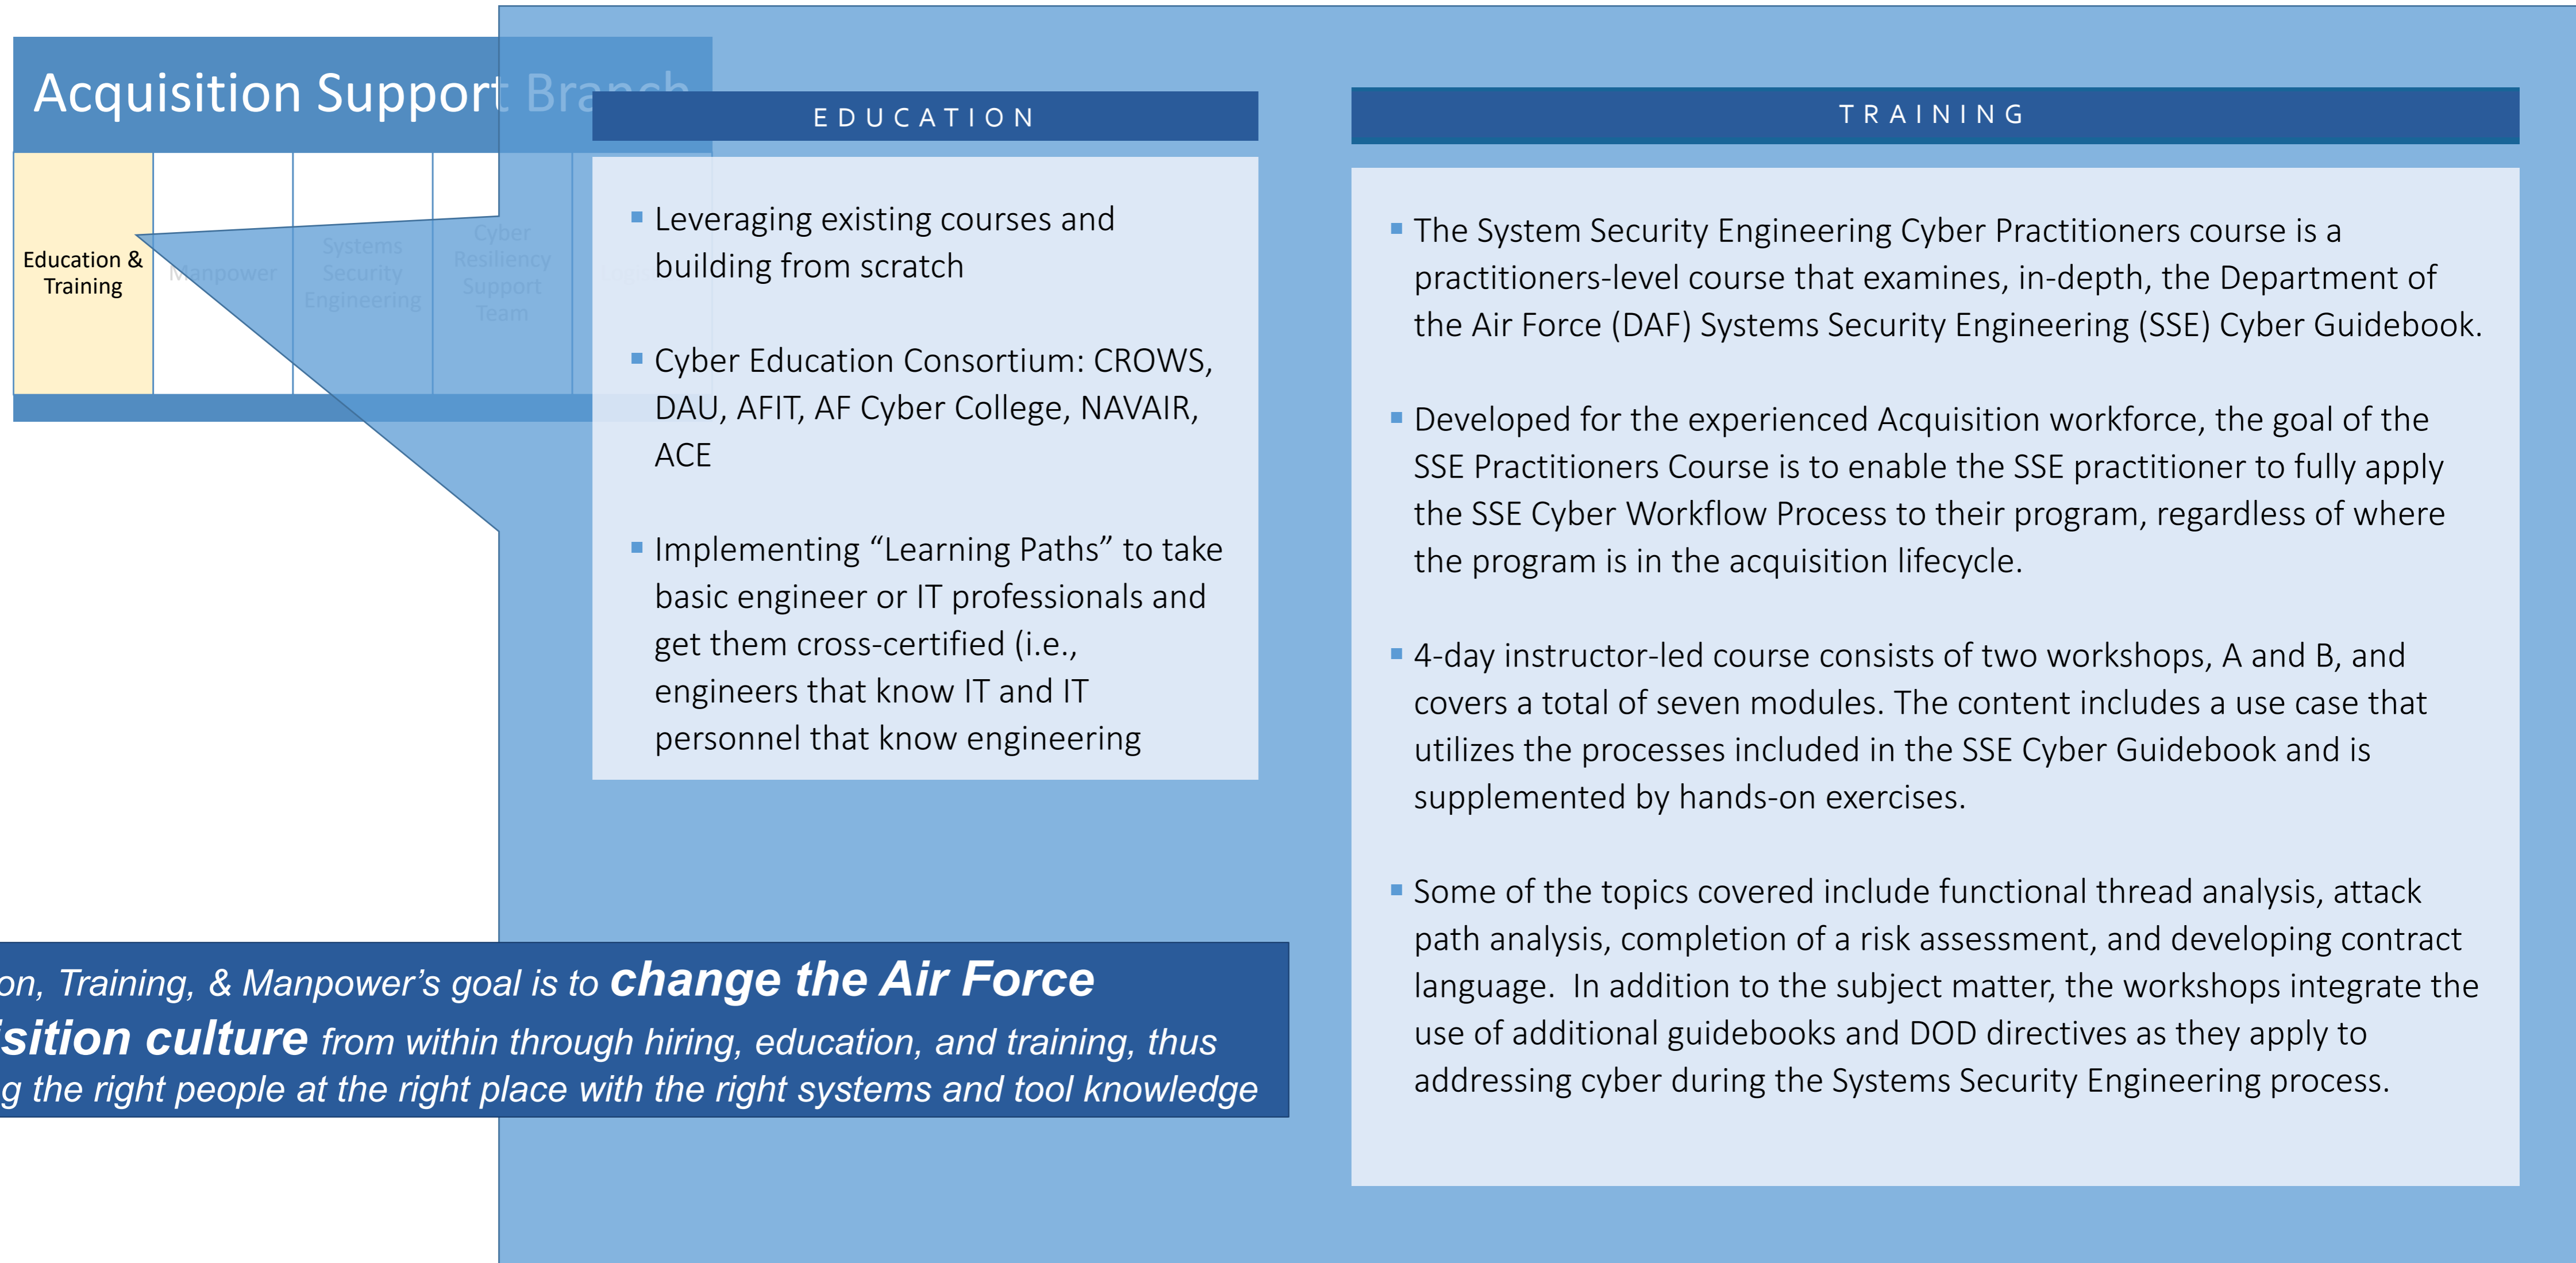 Acquisition Support Branch
Education &
Training
Manpower
Systems
Security
Engineering
Cyber
Resiliency
Support
Team
EDUCATION
▪ Leveraging existing courses and
building from scratch
▪ Cyber Education Consortium: CROWS,
DAU, AFIT, AF Cyber College, NAVAIR,
ACE
▪ Implementing “Learning Paths” to take
basic engineer or IT professionals and
get them cross-certified (i.e.,
engineers that know IT and IT
personnel that know engineering
TRAINING
▪ The System Security Engineering Cyber Practitioners course is a
practitioners-level course that examines, in-depth, the Department of
the Air Force (DAF) Systems Security Engineering (SSE) Cyber Guidebook.
▪ Developed for the experienced Acquisition workforce, the goal of the
SSE Practitioners Course is to enable the SSE practitioner to fully apply
the SSE Cyber Workflow Process to their program, regardless of where
the program is in the acquisition lifecycle.
▪ 4-day instructor-led course consists of two workshops, A and B, and
covers a total of seven modules. The content includes a use case that
utilizes the processes included in the SSE Cyber Guidebook and is
supplemented by hands-on exercises.
▪ Some of the topics covered include functional thread analysis, attack
path analysis, completion of a risk assessment, and developing contract
language.  In addition to the subject matter, the workshops integrate the
use of additional guidebooks and DOD directives as they apply to
addressing cyber during the Systems Security Engineering process.
on, Training, & Manpower’s goal is to change the Air Force
sition culture from within through hiring, education, and training, thus
g the right people at the right place with the right systems and tool knowledge